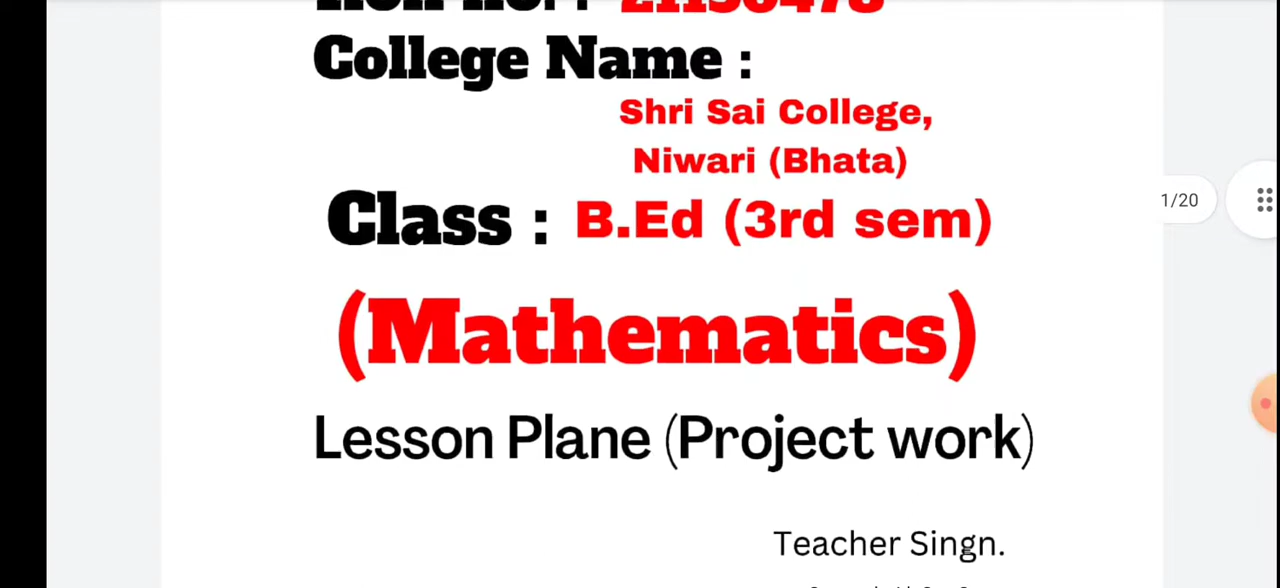 College Name :
Shri Sai College,
Niwari (Bhata)
Class : B.Ed (3rd sem)
1/20
(Mathematics)
Lesson Plane (Project work)
Teacher Singn.